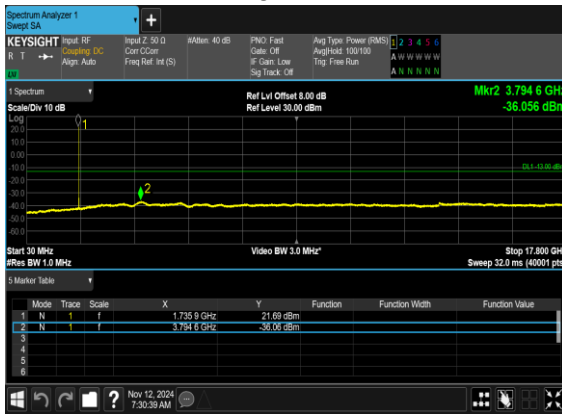 Spectrum Analyzer 1
Swept SA
+
KEYSIGHT
R T
Input: RF
Coupling: DC
Align: Auto
Input Z: 50 Ω
Corr CCorr
Freq Ref: Int (S)
#Atten: 40 dB
PNO: Fast
Gate: Off
IF Gain: Low
Sig Track: Off
Avg Type: Power (RMS)
Avg|Hold: 100/100
Trig: Free Run
1 2 3 4 5 6
A W W W W W
A N N N N N
1 Spectrum
Scale/Div 10 dB
Ref Lvl Offset 8.00 dB
Ref Level 30.00 dBm
Mkr2 3.794 6 GHz
-36.056 dBm
Log
20.0
10.0
0.00
-10.0
-20.0
-30.0
-40.0
-50.0
-60.0
1
2
DL1 -13.00 dBm
Start 30 MHz
#Res BW 1.0 MHz
Video BW 3.0 MHz*
Stop 17.800 GHz
Sweep 32.0 ms (40001 pts)
5 Marker Table
Mode Trace Scale X Y Function Function Width Function Value
1 N 1 f 1.735 9 GHz 21.69 dBm
2 N 1 f 3.794 6 GHz -36.06 dBm
3
4
5
6
?
Nov 12, 2024
7:30:39 AM